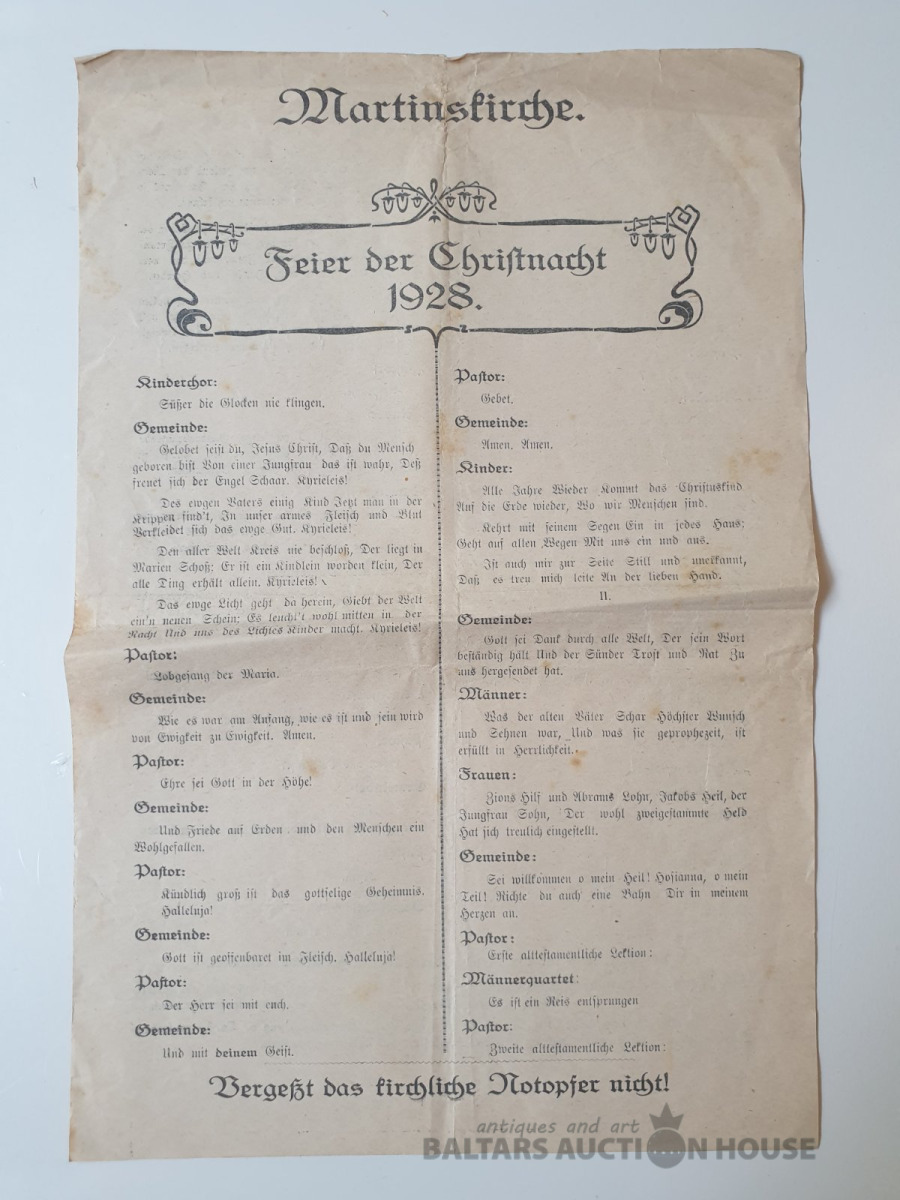 Martinskirche.
Feier der Christnacht
1928.
Kinderchor:
Süßer die Glocken nie klingen.
Gemeinde:
Gelobet seist du, Jesus Christ, Daß du Mensch
geboren bist Von einer Jungfrau das ist wahr, Deß
freuet sich der Engel Schaar. Kyrieleis!
Des ewgen Vaters einig Kind Jetzt man in der
Krippen find't, In unser armes Fleisch und Blut
Verkleidet sich das ewge Gut. Kyrieleis!
Den aller Welt Kreis nie beschloß, Der liegt in
Marien Schoß; Er ist ein Kindlein worden klein, Der
alle Ding erhält allein. Kyrieleis!
Das ewge Licht geht da herein, Giebt der Welt
ein'n neuen Schein; Es leucht't wohl mitten in der
Nacht Und uns des Lichtes Kinder macht. Kyrieleis!
Pastor:
Lobgesang der Maria.
Gemeinde:
Wie es war am Anfang, wie es ist und sein wird
von Ewigkeit zu Ewigkeit. Amen.
Pastor:
Ehre sei Gott in der Höhe!
Gemeinde:
Und Friede auf Erden und den Menschen ein
Wohlgefallen.
Pastor:
Kündlich groß ist das gottselige Geheimnis.
Halleluja!
Gemeinde:
Gott ist geoffenbaret im Fleisch. Halleluja!
Pastor:
Der Herr sei mit euch.
Gemeinde:
Und mit deinem Geist.
Pastor:
Gebet.
Gemeinde:
Amen. Amen.
Kinder:
Alle Jahre Wieder Kommt das Christuskind
Auf die Erde wieder, Wo wir Menschen sind.
Kehrt mit seinem Segen Ein in jedes Haus;
Geht auf allen Wegen Mit uns ein und aus.
Ist auch mir zur Seite Still und unerkannt,
Daß es treu mich leite An der lieben Hand.
II.
Gemeinde:
Gott sei Dank durch alle Welt, Der sein Wort
beständig hält Und der Sünder Trost und Rat Zu
uns hergesendet hat.
Männer:
Was der alten Väter Schar Höchster Wunsch
und Sehnen war, Und was sie geprophezeit, ist
erfüllt in Herrlichkeit.
Frauen:
Zions Hilf und Abrams Lohn, Jakobs Heil, der
Jungfrau Sohn, Der wohl zweigestammte Held
Hat sich treulich eingestellt.
Gemeinde:
Sei willkommen o mein Heil! Hosianna, o mein
Teil! Richte du auch eine Bahn Dir in meinem
Herzen an.
Pastor:
Erste alttestamentliche Lektion:
Männerquartet:
Es ist ein Reis entsprungen
Pastor:
Zweite alttestamentliche Lektion:
Vergeßt das kirchliche Notopfer nicht!
antiques and art
BALTARS AUCTION HOUSE